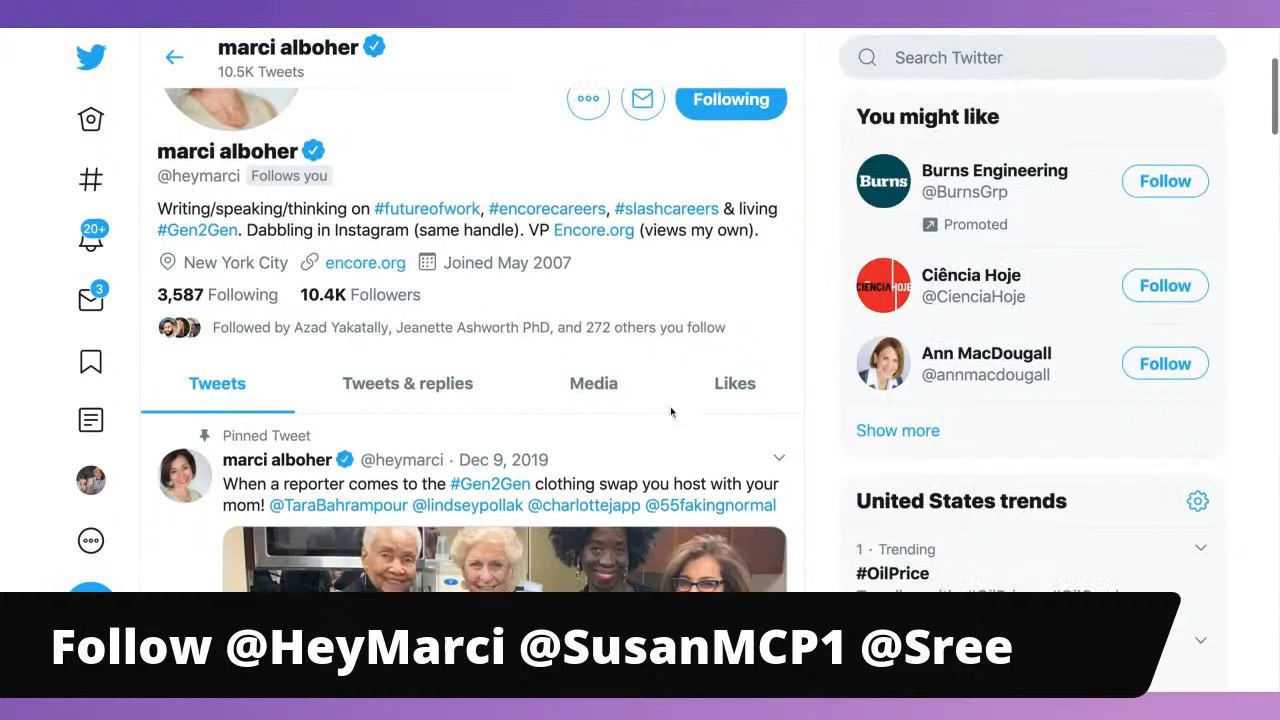 marci alboher
10.5K Tweets
Following
marci alboher
@heymarci Follows you
Writing/speaking/thinking on #futureofwork, #encorecareers, #slashcareers & living
#Gen2Gen. Dabbling in Instagram (same handle). VP Encore.org (views my own).
New York City encore.org Joined May 2007
3,587 Following 10.4K Followers
Followed by Azad Yakatally, Jeanette Ashworth PhD, and 272 others you follow
Tweets Tweets & replies Media Likes
Pinned Tweet
marci alboher @heymarci · Dec 9, 2019
When a reporter comes to the #Gen2Gen clothing swap you host with your
mom! @TaraBahrampour @lindseypollak @charlottejapp @55fakingnormal
20+
3
Search Twitter
You might like
Burns
Burns Engineering
@BurnsGrp
Follow
Promoted
CIÊNCIA HOJE
Ciência Hoje
@CienciaHoje
Follow
Ann MacDougall
@annmacdougall
Follow
Show more
United States trends
1 · Trending
#OilPrice
Follow @HeyMarci @SusanMCP1 @Sree